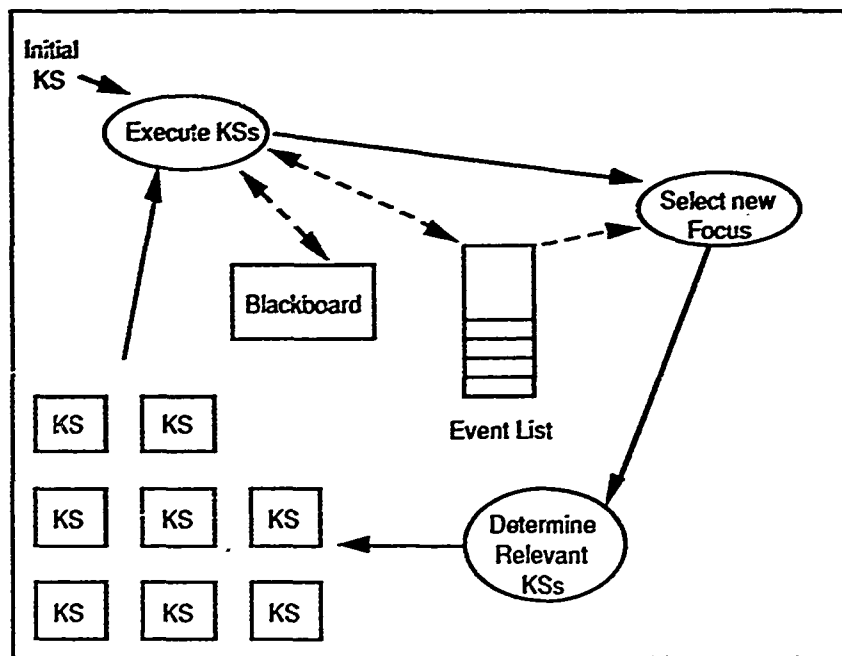 Initial
KS
Execute KSs
Select new
Focus
Blackboard
Event List
KS KS
KS KS KS
KS KS KS
Determine
Relevant
KSs